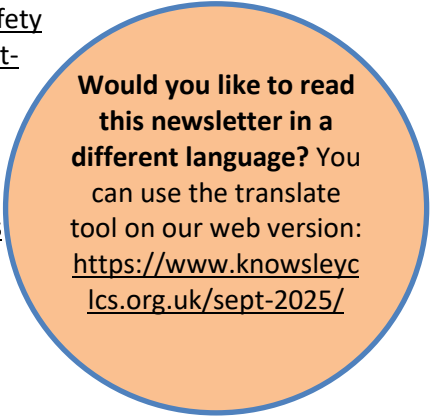 fety
t-
Would you like to read
this newsletter in a
different language? You
can use the translate
tool on our web version:
s
https://www.knowsleyc
lcs.org.uk/sept-2025/